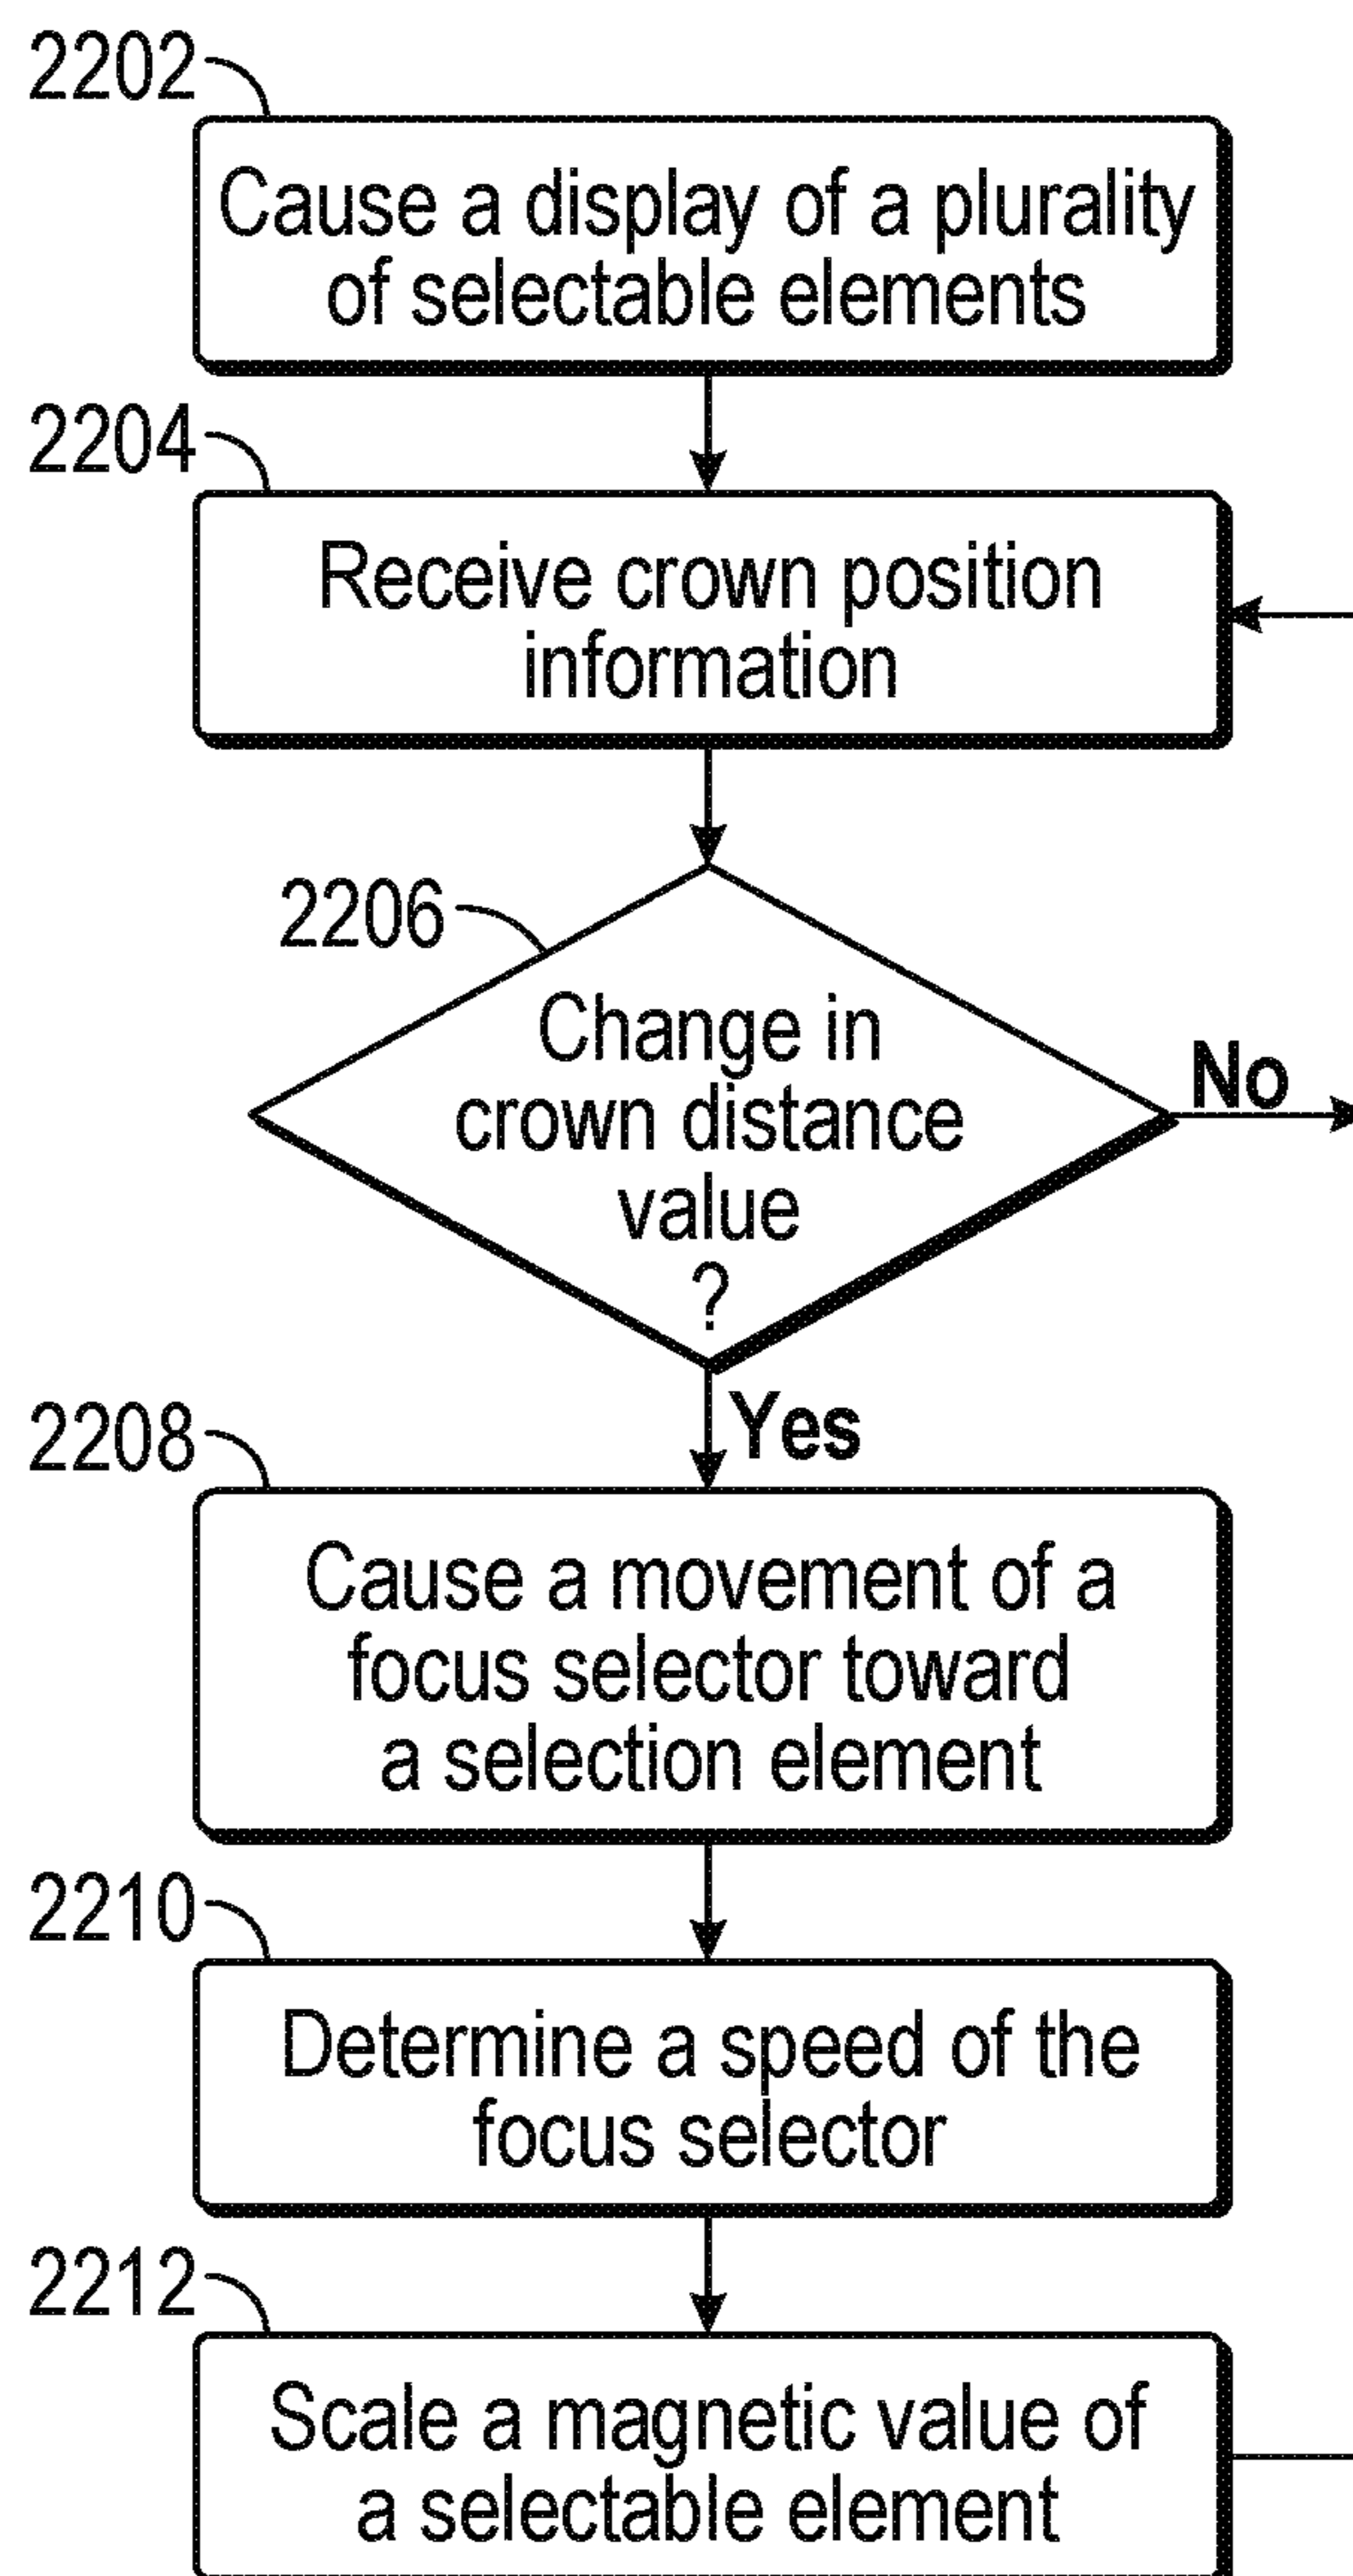 2202
Cause a display of a plurality
of selectable elements
2204
Receive crown position
information
2206
Change in
crown distance
value
?
No
Yes
2208
Cause a movement of a
focus selector toward
a selection element
2210
Determine a speed of the
focus selector
2212
Scale a magnetic value of
a selectable element